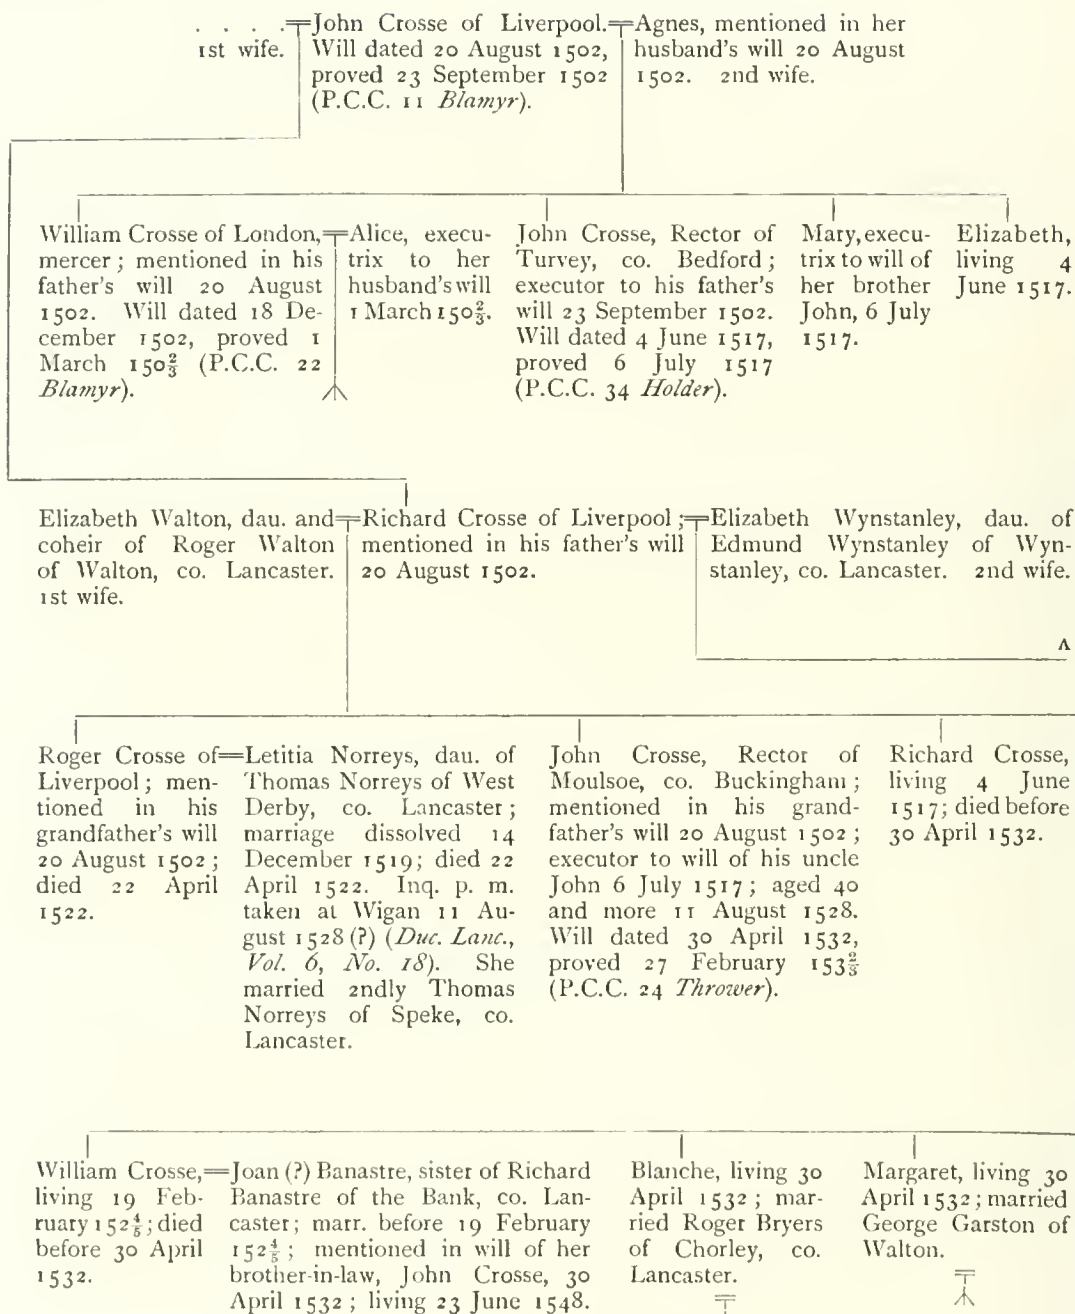 . . . .
1st wife.
John Crosse of Liverpool.
Will dated 20 August 1502,
proved 23 September 1502
(P.C.C. 11 Blamyr).
Agnes, mentioned in her
husband's will 20 August
1502. 2nd wife.
William Crosse of London,
mercer; mentioned in his
father's will 20 August
1502. Will dated 18 De-
cember 1502, proved 1
March 150⅔ (P.C.C. 22
Blamyr).
Alice, execu-
trix to her
husband's will
1 March 150⅔.
John Crosse, Rector of
Turvey, co. Bedford;
executor to his father's
will 23 September 1502.
Will dated 4 June 1517,
proved 6 July 1517
(P.C.C. 34 Holder).
Mary, execu-
trix to will of
her brother
John, 6 July
1517.
Elizabeth,
living 4
June 1517.
Elizabeth Walton, dau. and
coheir of Roger Walton
of Walton, co. Lancaster.
1st wife.
Richard Crosse of Liverpool;
mentioned in his father's will
20 August 1502.
Elizabeth Wynstanley, dau. of
Edmund Wynstanley of Wyn-
stanley, co. Lancaster. 2nd wife.
A
Roger Crosse of
Liverpool; men-
tioned in his
grandfather's will
20 August 1502;
died 22 April
1522.
Letitia Norreys, dau. of
Thomas Norreys of West
Derby, co. Lancaster;
marriage dissolved 14
December 1519; died 22
April 1522. Inq. p. m.
taken at Wigan 11 Au-
gust 1528 (?) (Duc. Lanc.,
Vol. 6, No. 18). She
married 2ndly Thomas
Norreys of Speke, co.
Lancaster.
John Crosse, Rector of
Moulsoe, co. Buckingham;
mentioned in his grand-
father's will 20 August 1502;
executor to will of his uncle
John 6 July 1517; aged 40
and more 11 August 1528.
Will dated 30 April 1532,
proved 27 February 153⅔
(P.C.C. 24 Thrower).
Richard Crosse,
living 4 June
1517; died before
30 April 1532.
William Crosse,
living 19 Feb-
ruary 152⅘; died
before 30 April
1532.
Joan (?) Banastre, sister of Richard
Banastre of the Bank, co. Lan-
caster; marr. before 19 February
152⅘; mentioned in will of her
brother-in-law, John Crosse, 30
April 1532; living 23 June 1548.
Blanche, living 30
April 1532; mar-
ried Roger Bryers
of Chorley, co.
Lancaster.
Margaret, living 30
April 1532; married
George Garston of
Walton.